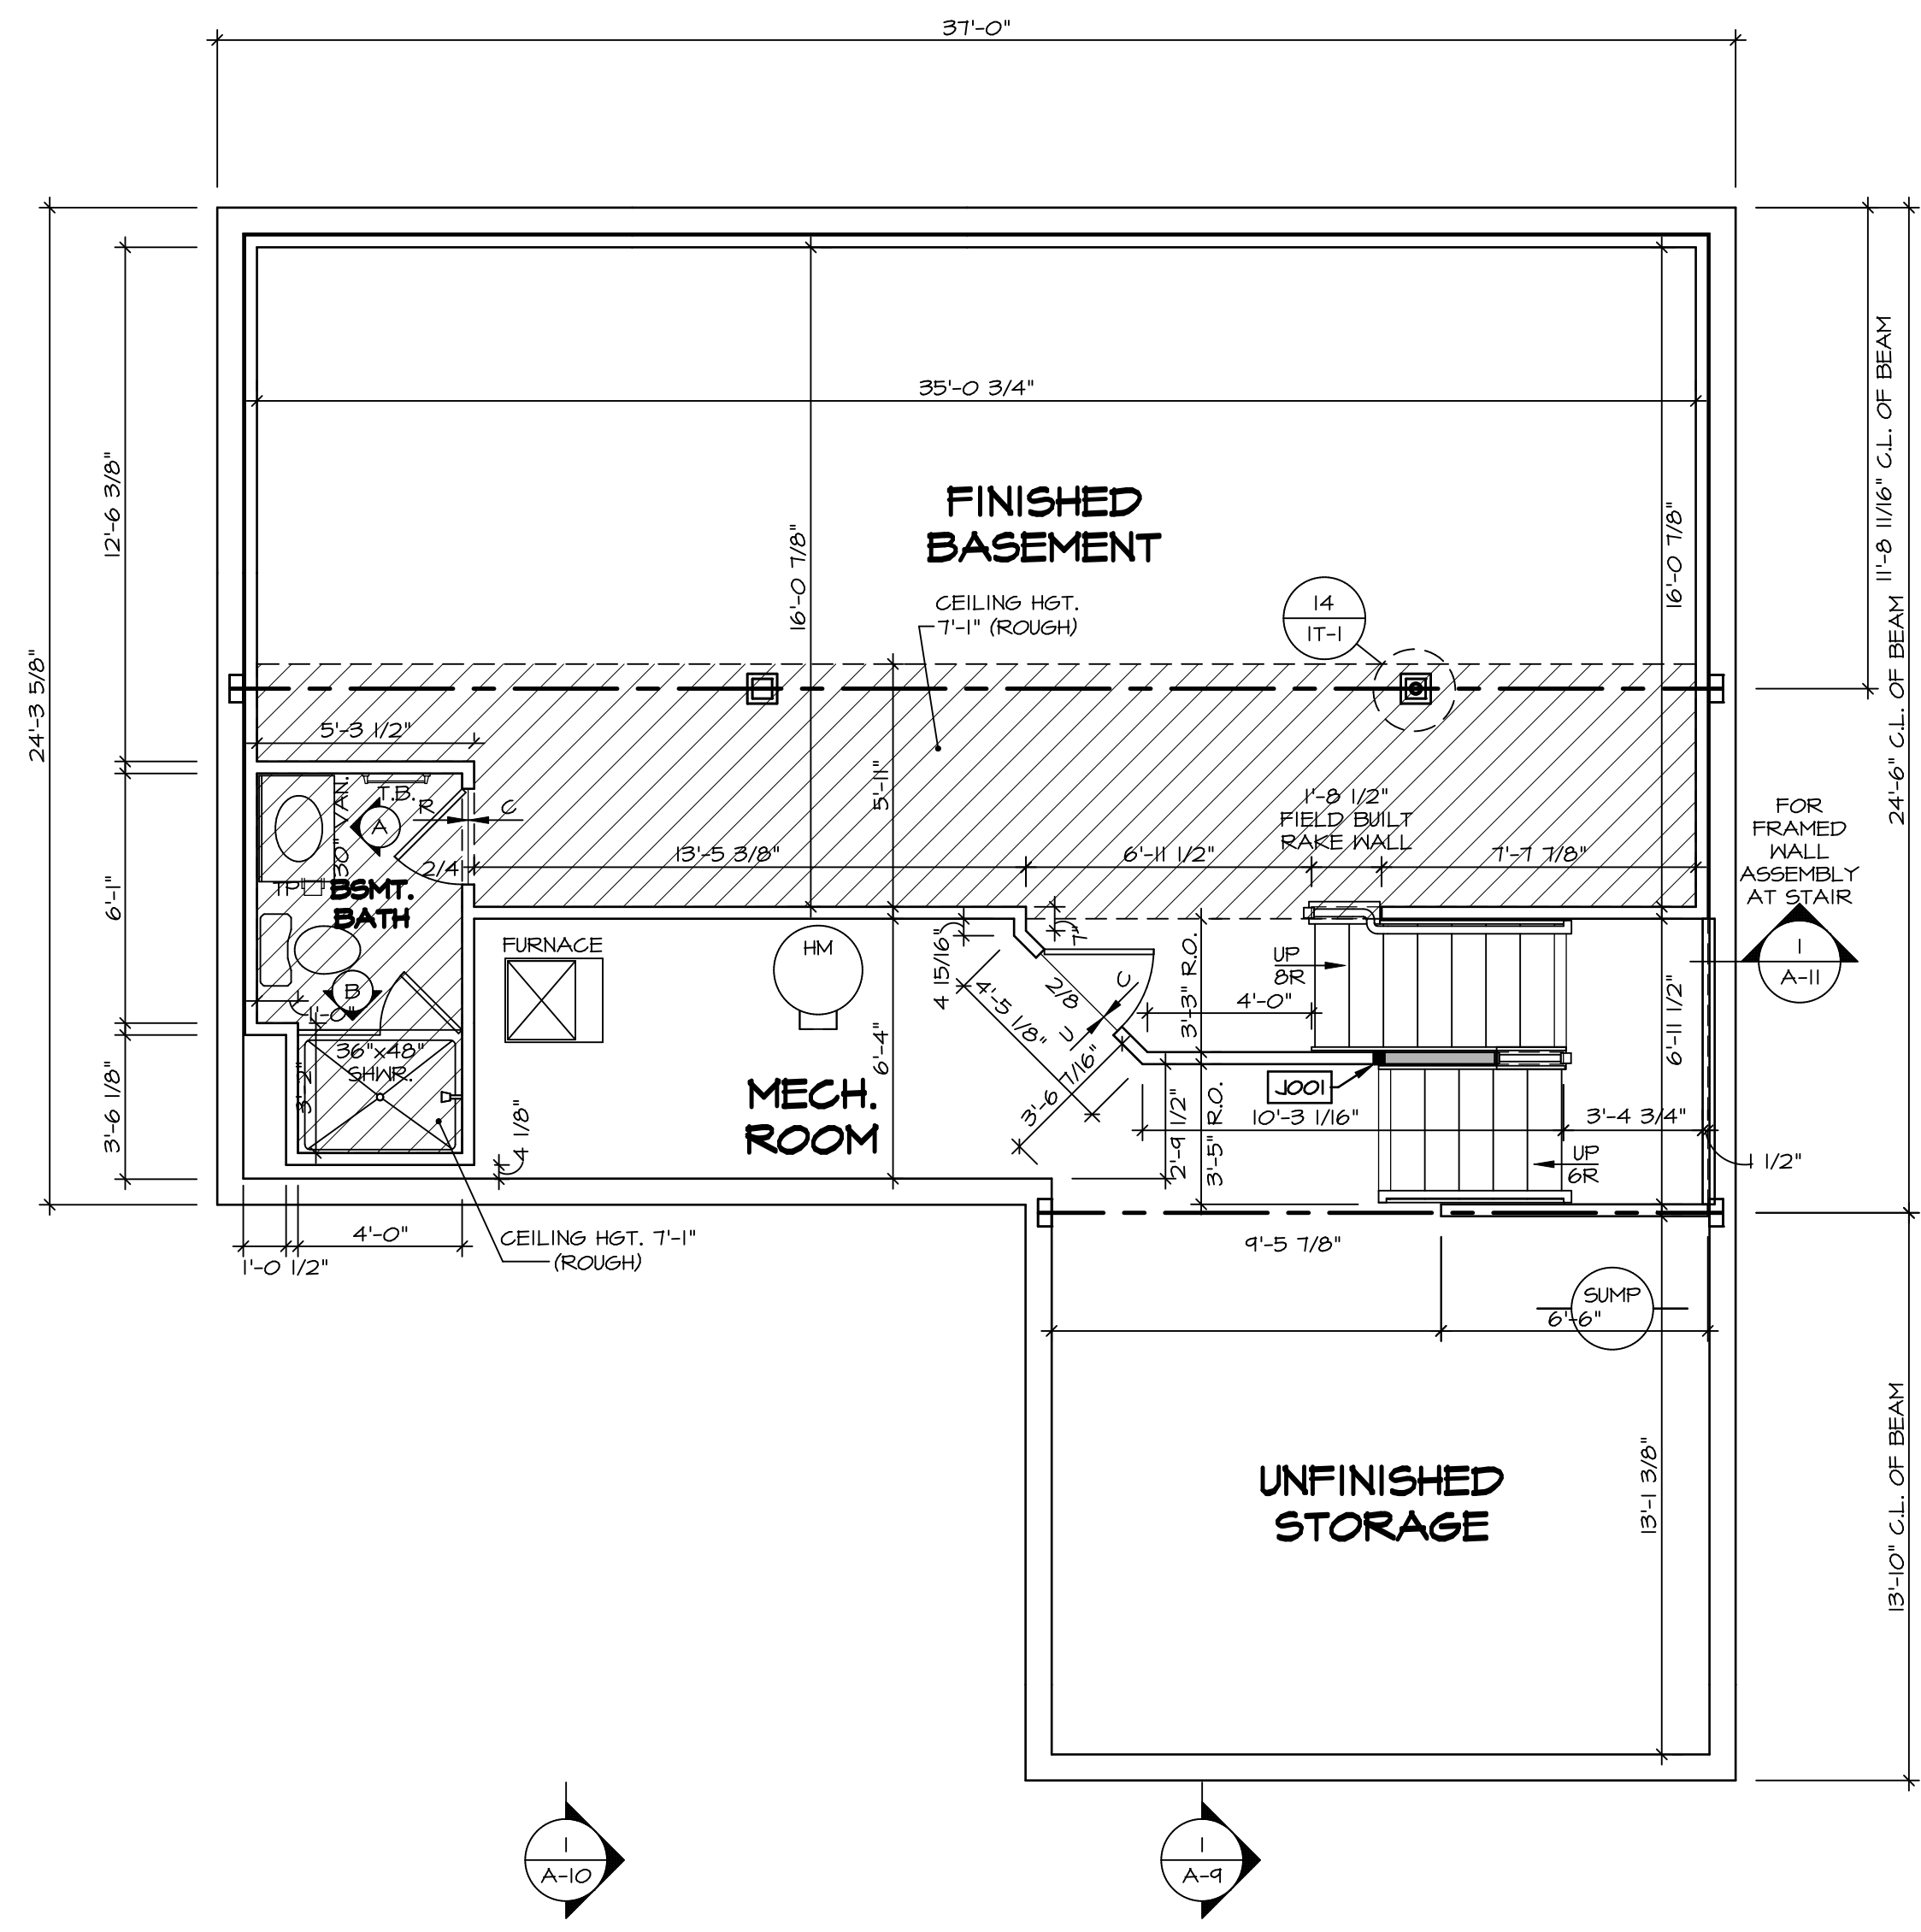 37'-0"
24'-3 5/8"
12'-6 3/8"
6'-1"
3'-6 1/8"
35'-0 3/4"
FINISHED
BASEMENT
CEILING HGT.
7'-1" (ROUGH)
16'-0 7/8"
16'-0 7/8"
14
1T-1
11'-8 11/16" C.L. OF BEAM
24'-6" C.L. OF BEAM
13'-10" C.L. OF BEAM
5'-3 1/2"
5'-11"
30" VAN.
T.B.
R
C
A
2/4
TP
BSMT.
BATH
B
1'-0"
36"x48"
SHWR.
3'-2"
13'-5 3/8"
6'-11 1/2"
1'-8 1/2"
FIELD BUILT
RAKE WALL
7'-7 7/8"
FOR
FRAMED
WALL
ASSEMBLY
AT STAIR
1
A-11
FURNACE
HM
4 15/16"
7"
4'-5 1/8"
2/8
C
U
3'-6 7/16"
3'-3" R.O.
4'-0"
UP
8R
6'-11 1/2"
6'-4"
MECH.
ROOM
4 1/8"
J001
10'-3 1/16"
3'-4 3/4"
2'-9 1/2"
3'-5" R.O.
UP
6R
1 1/2"
4'-0"
1'-0 1/2"
CEILING HGT. 7'-1"
(ROUGH)
9'-5 7/8"
SUMP
6'-6"
UNFINISHED
STORAGE
13'-1 3/8"
1
A-10
1
A-9